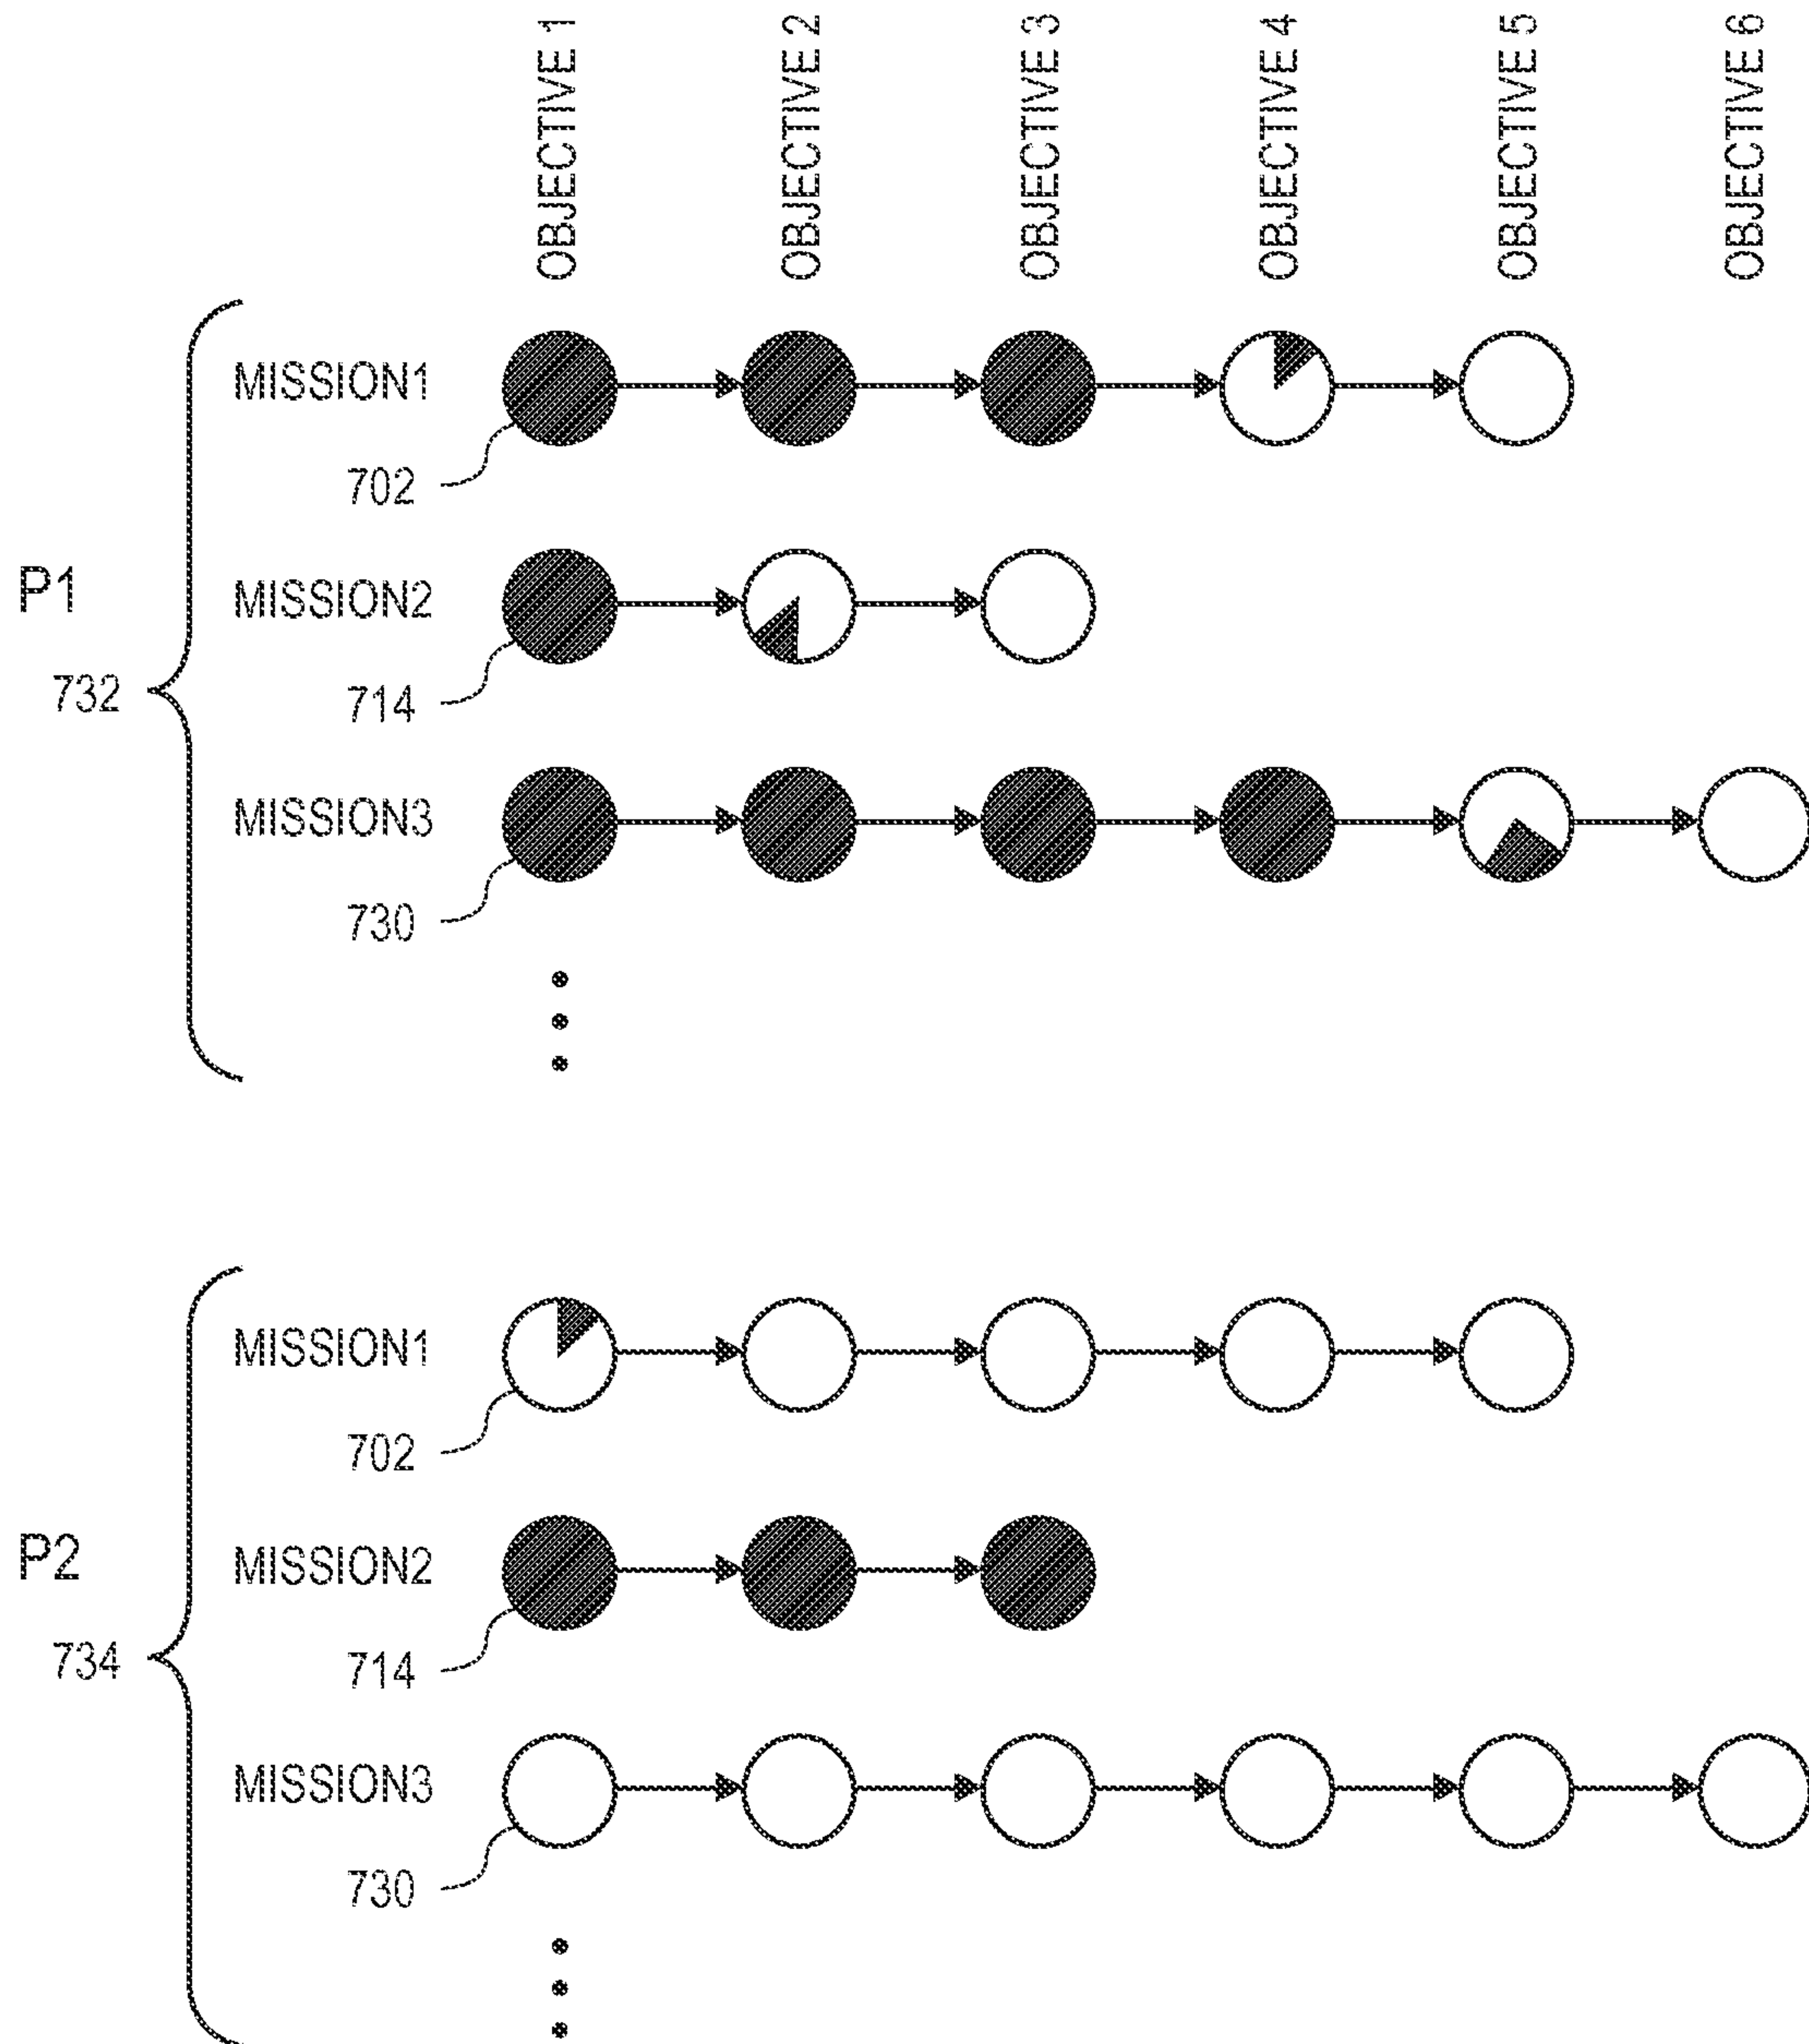 OBJECTIVE 1
OBJECTIVE 2
OBJECTIVE 3
OBJECTIVE 4
OBJECTIVE 5
OBJECTIVE 6
P1
732
MISSION1
702
MISSION2
714
MISSION3
730
P2
734
MISSION1
702
MISSION2
714
MISSION3
730